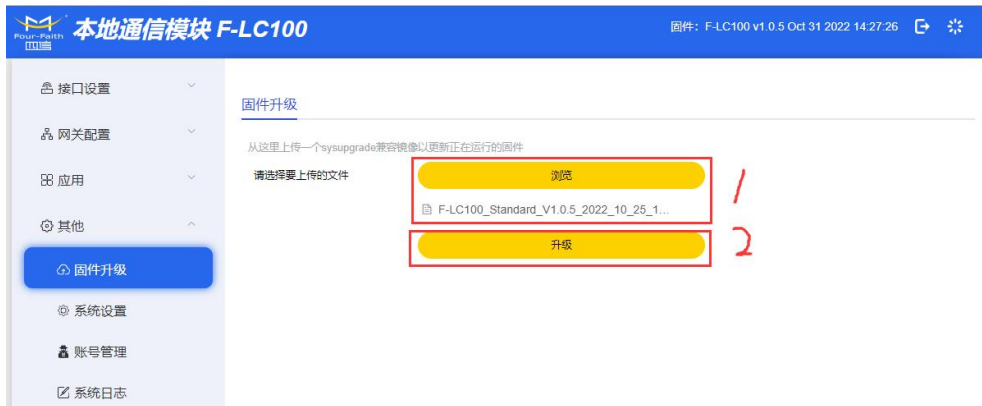 Four-Faith
四信
本地通信模块 F-LC100
固件：F-LC100 v1.0.5 Oct 31 2022 14:27:26
接口设置
网关配置
应用
其他
固件升级
系统设置
账号管理
系统日志
固件升级
从这里上传一个sysupgrade兼容镜像以更新正在运行的固件
请选择要上传的文件
浏览
F-LC100_Standard_V1.0.5_2022_10_25_1...
升级
1
2